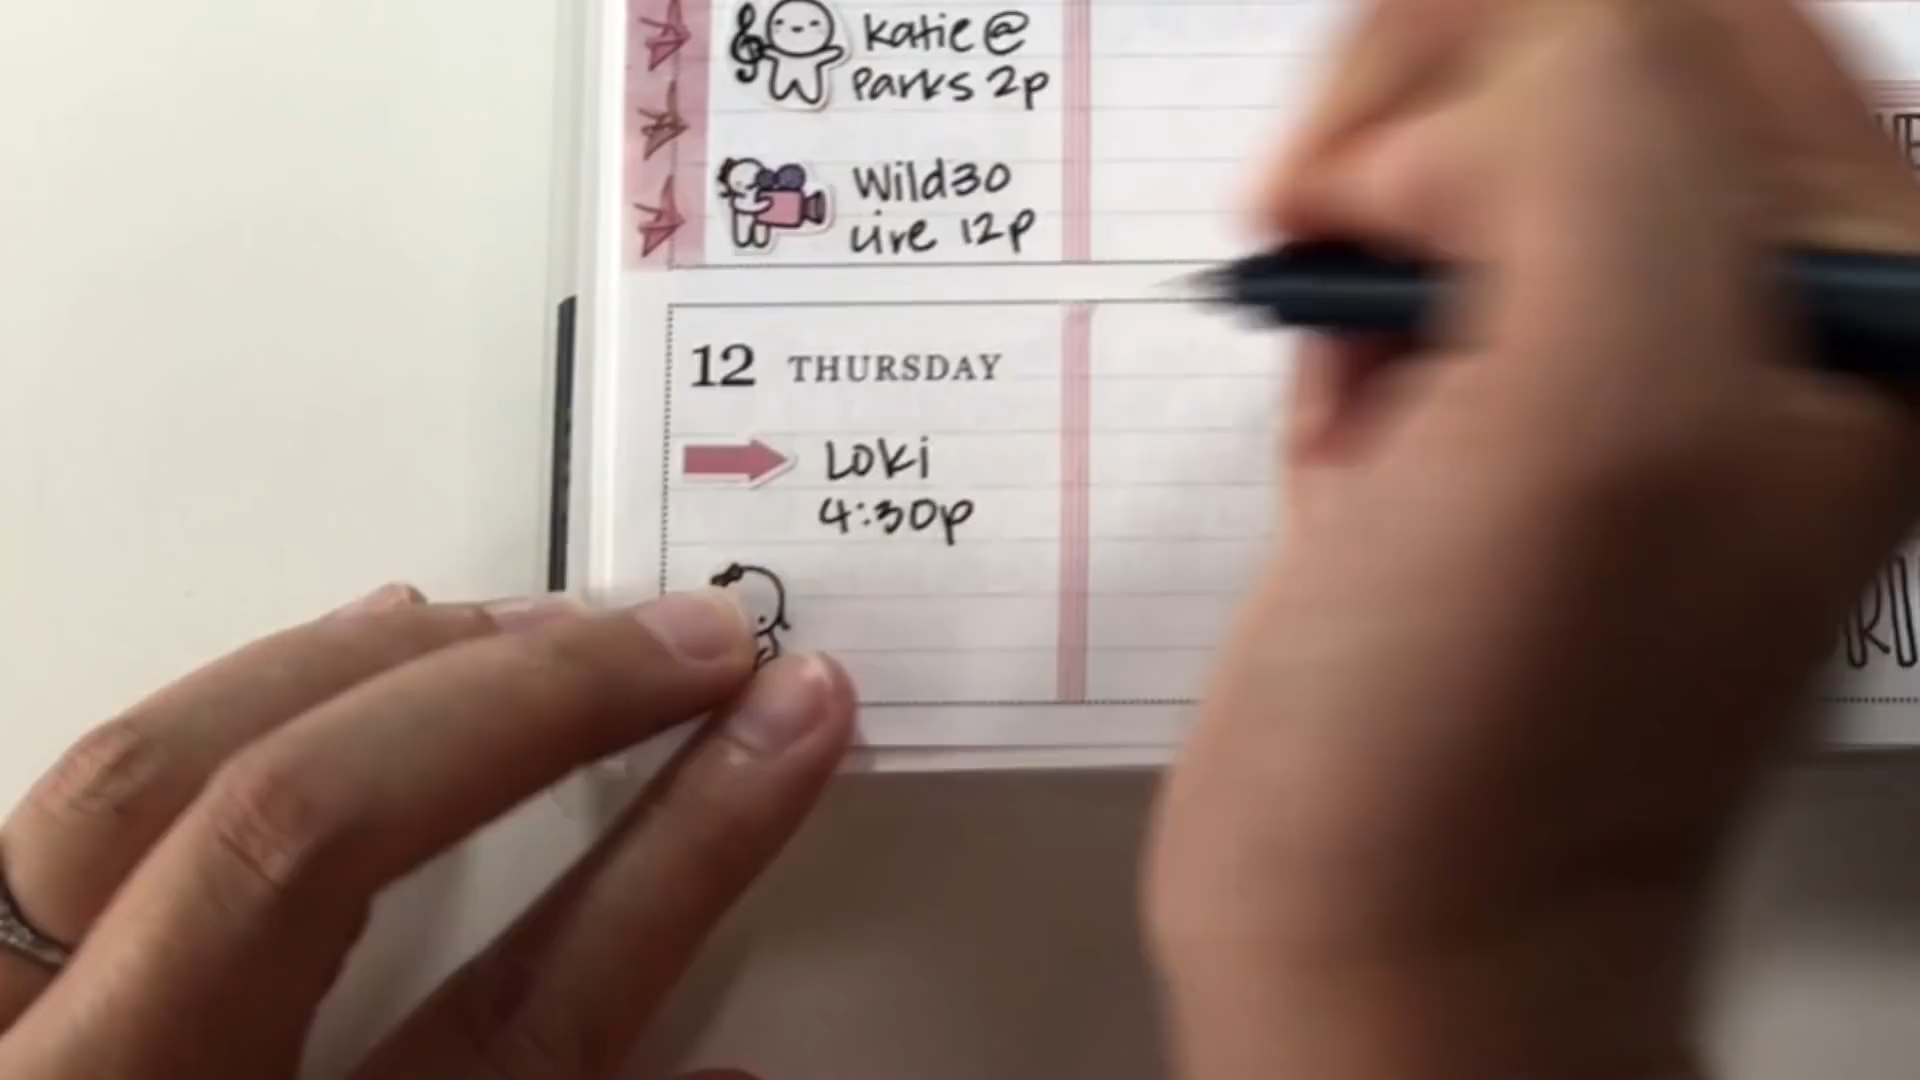 Katie @
Parks 2p
Wild30
Live 12p
12 THURSDAY
Loki
4:30p